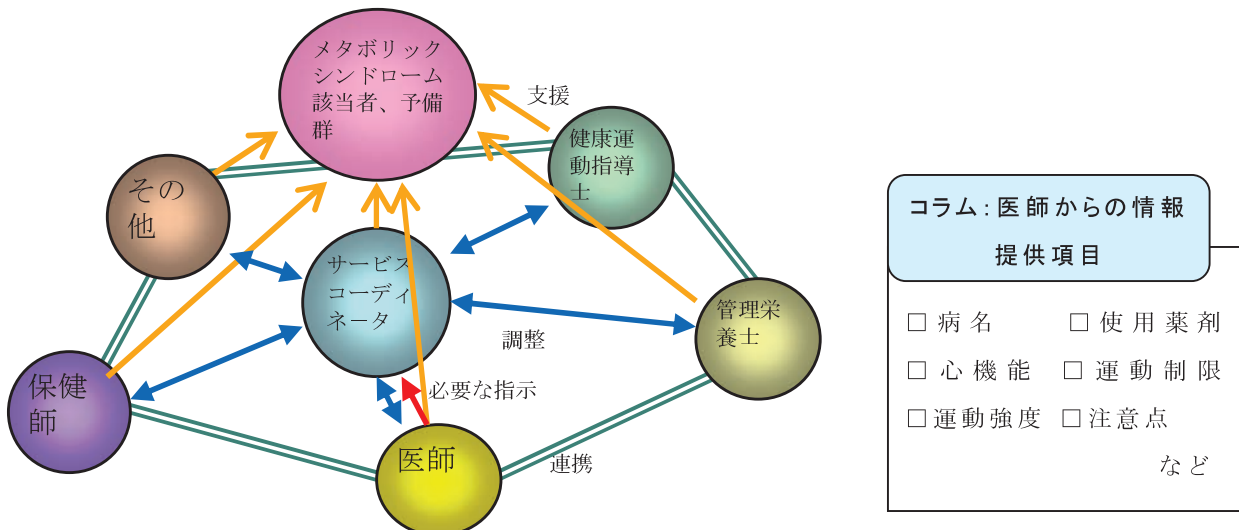 メタボリック
シンドローム
該当者、予備
群
支援
健康運
動指導
士
その
他
サービス
コーディ
ネータ
管理栄
養士
調整
保健
師
必要な指示
医師
連携
コラム：医師からの情報
提供項目
□ 病名 □ 使用薬剤
□ 心機能 □ 運動制限
□ 運動強度 □ 注意点
など